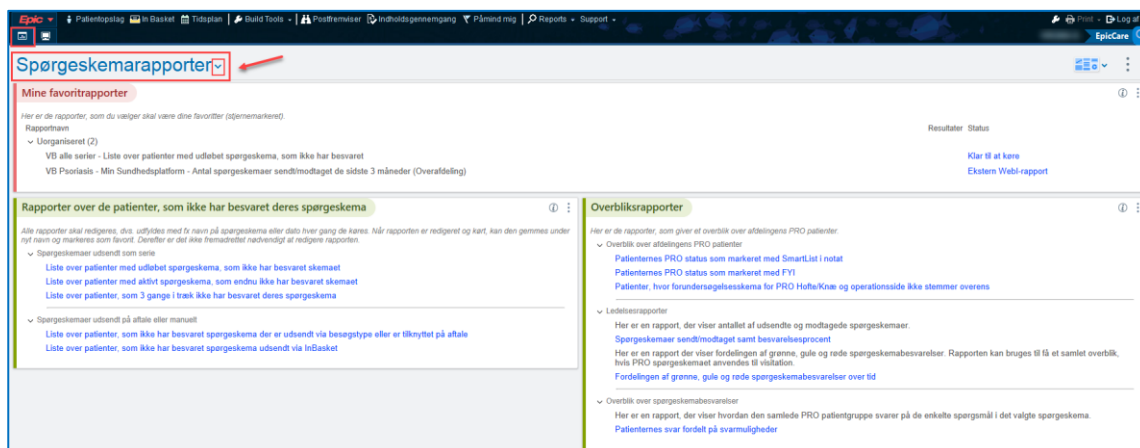 Epic Patientopslag In Basket Tidsplan Build Tools Postfremviser Indholdsgennemgang Påmind mig Reports Support Print Log af
EpicCare
Spørgeskemarapporter
Mine favoritrapporter
Her er de rapporter, som du vælger skal være dine favoritter (stjernemarkeret).
Rapportnavn Resultater Status
Uorganiseret (2)
VB alle serier - Liste over patienter med udløbet spørgeskema, som ikke har besvaret Klar til at køre
VB Psoriasis - Min Sundhedsplatform - Antal spørgeskemaer sendt/modtaget de sidste 3 måneder (Overafdeling) Ekstern WebI-rapport
Rapporter over de patienter, som ikke har besvaret deres spørgeskema
Alle rapporter skal redigeres, dvs. udfyldes med fx navn på spørgeskema eller dato hver gang de køres. Når rapporten er redigeret og kørt, kan den gemmes under
nyt navn og markeres som favorit. Derefter er det ikke fremadrettet nødvendigt at redigere rapporten.
Spørgeskemaer udsendt som serie
Liste over patienter med udløbet spørgeskema, som ikke har besvaret skemaet
Liste over patienter med aktivt spørgeskema, som endnu ikke har besvaret skemaet
Liste over patienter, som 3 gange i træk ikke har besvaret deres spørgeskema
Spørgeskemaer udsendt på aftale eller manuelt
Liste over patienter, som ikke har besvaret spørgeskema der er udsendt via besøgstype eller er tilknyttet på aftale
Liste over patienter, som ikke har besvaret spørgeskema udsendt via InBasket
Overbliksrapporter
Her er de rapporter, som giver et overblik over afdelingens PRO patienter.
Overblik over afdelingens PRO patienter
Patienternes PRO status som markeret med SmartList i notat
Patienternes PRO status som markeret med FYI
Patienter, hvor forundersøgelsesskema for PRO Hofte/Knæ og operationsside ikke stemmer overens
Ledelsesrapporter
Her er en rapport, der viser antallet af udsendte og modtagede spørgeskemaer.
Spørgeskemaer sendt/modtaget samt besvarelsesprocent
Her er en rapport der viser fordelingen af grønne, gule og røde spørgeskemabesvarelser. Rapporten kan bruges til få et samlet overblik,
hvis PRO spørgeskemaet anvendes til visitation.
Fordelingen af grønne, gule og røde spørgeskemabesvarelser over tid
Overblik over spørgeskemabesvarelser
Her er en rapport, der viser hvordan den samlede PRO patientgruppe svarer på de enkelte spørgsmål i det valgte spørgeskema.
Patienternes svar fordelt på svarmuligheder